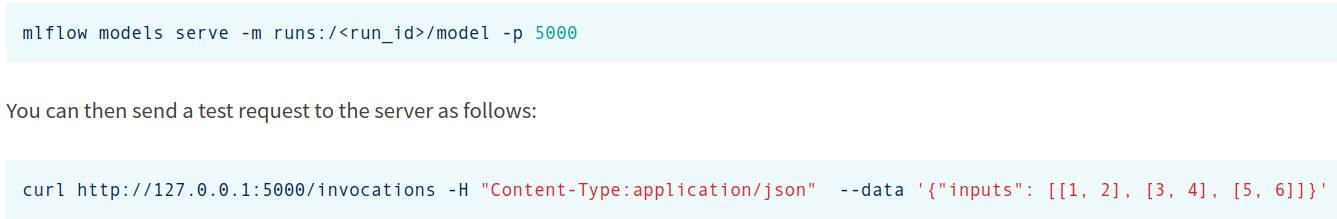 mlflow models serve -m runs:/<run_id>/model -p 5000
You can then send a test request to the server as follows:
curl http://127.0.0.1:5000/invocations -H "Content-Type:application/json"  --data '{"inputs": [[1, 2], [3, 4], [5, 6]]}'